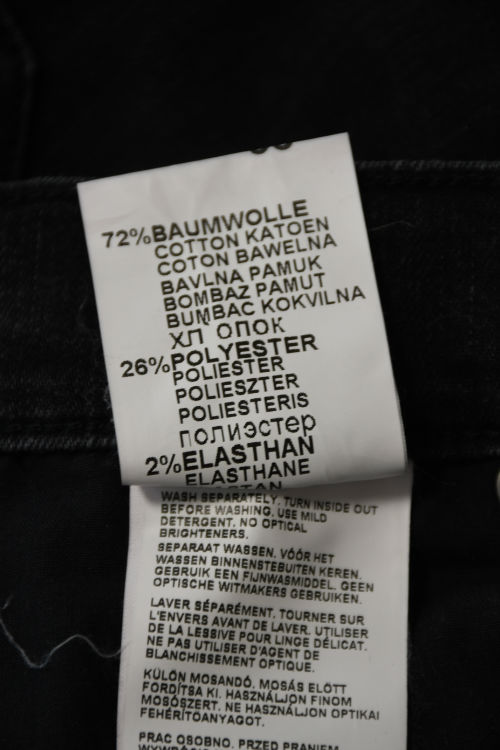 72% BAUMWOLLE
COTTON KATOEN
COTON BAWELNA
BAVLNA PAMUK
BOMBAZ PAMUT
BUMBAC KOKVILNA
ХЛ ОПОК
26% POLYESTER
POLIESTER
POLIESZTER
POLIESTERIS
полиэстер
2% ELASTHAN
ELASTHANE
WASH SEPARATELY. TURN INSIDE OUT
BEFORE WASHING. USE MILD
DETERGENT. NO OPTICAL
BRIGHTENERS.
SEPARAAT WASSEN. VÓÓR HET
WASSEN BINNENSTEBUITEN KEREN.
GEBRUIK EEN FIJNWASMIDDEL. GEEN
OPTISCHE WITMAKERS GEBRUIKEN.
LAVER SÉPARÉMENT. TOURNER SUR
L'ENVERS AVANT DE LAVER. UTILISER
DE LA LESSIVE POUR LINGE DÉLICAT.
NE PAS UTILISER D'AGENT DE
BLANCHISSEMENT OPTIQUE.
KÜLÖN MOSANDÓ. MOSÁS ELŐTT
FORDÍTSA KI. HASZNÁLJON FINOM
MOSÓSZERT. NE HASZNÁLJON OPTIKAI
FEHÉRÍTŐANYAGOT.
PRAC OSOBNO. PRZED PRANIEM